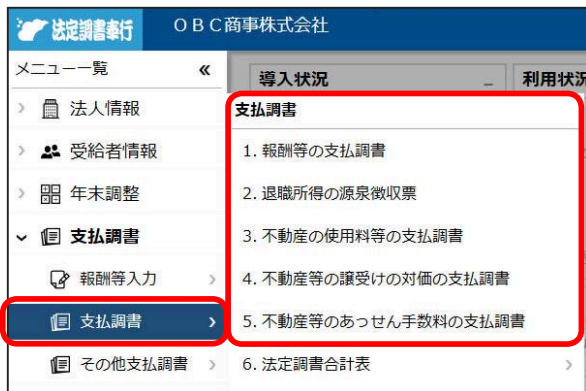 法定調書奉行 OBC商事株式会社
メニュー一覧 «
導入状況 _ 利用状況
法人情報
受給者情報
年末調整
支払調書
報酬等入力
支払調書
その他支払調書
支払調書
1. 報酬等の支払調書
2. 退職所得の源泉徴収票
3. 不動産の使用料等の支払調書
4. 不動産等の譲受けの対価の支払調書
5. 不動産等のあっせん手数料の支払調書
6. 法定調書合計表